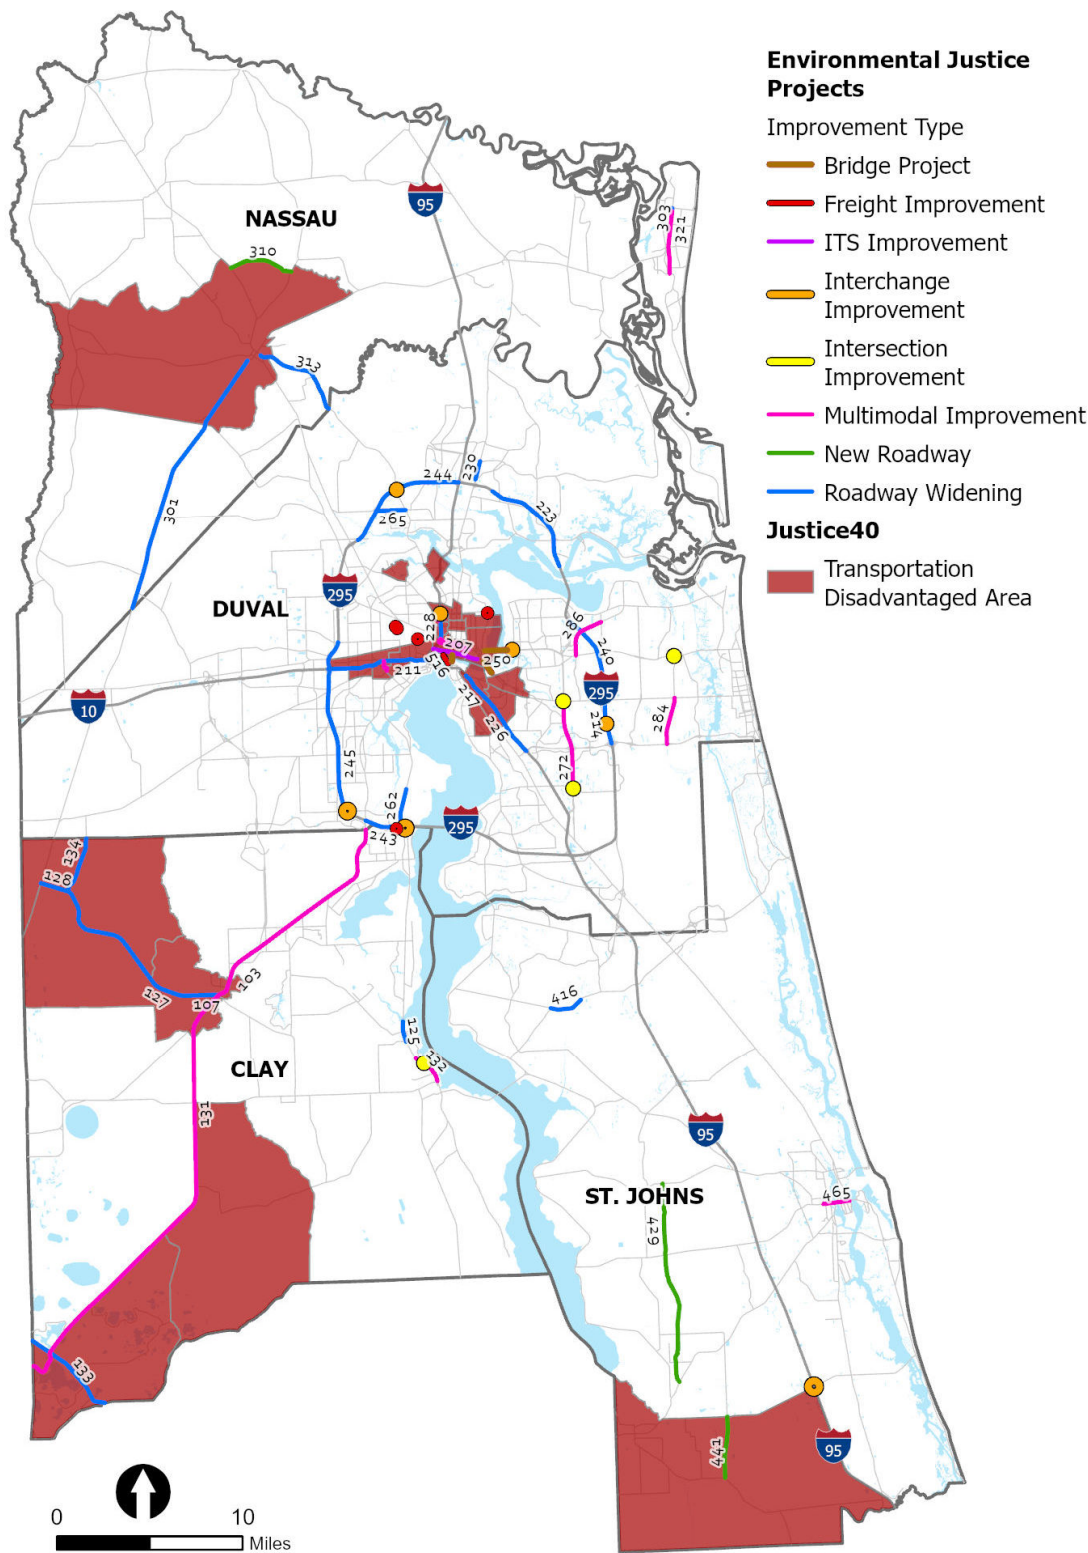 Environmental Justice
Projects
Improvement Type
Bridge Project
Freight Improvement
ITS Improvement
Interchange
Improvement
Intersection
Improvement
Multimodal Improvement
New Roadway
Roadway Widening
Justice40
Transportation
Disadvantaged Area
95
NASSAU
303
321
310
313
301
244
230
265
223
295
DUVAL
228
207
286
516
250
240
211
217
295
10
226
214
284
272
245
262
243
295
134
128
103
127
107
416
125
132
CLAY
131
95
ST. JOHNS
465
429
133
441
95
0 10
Miles